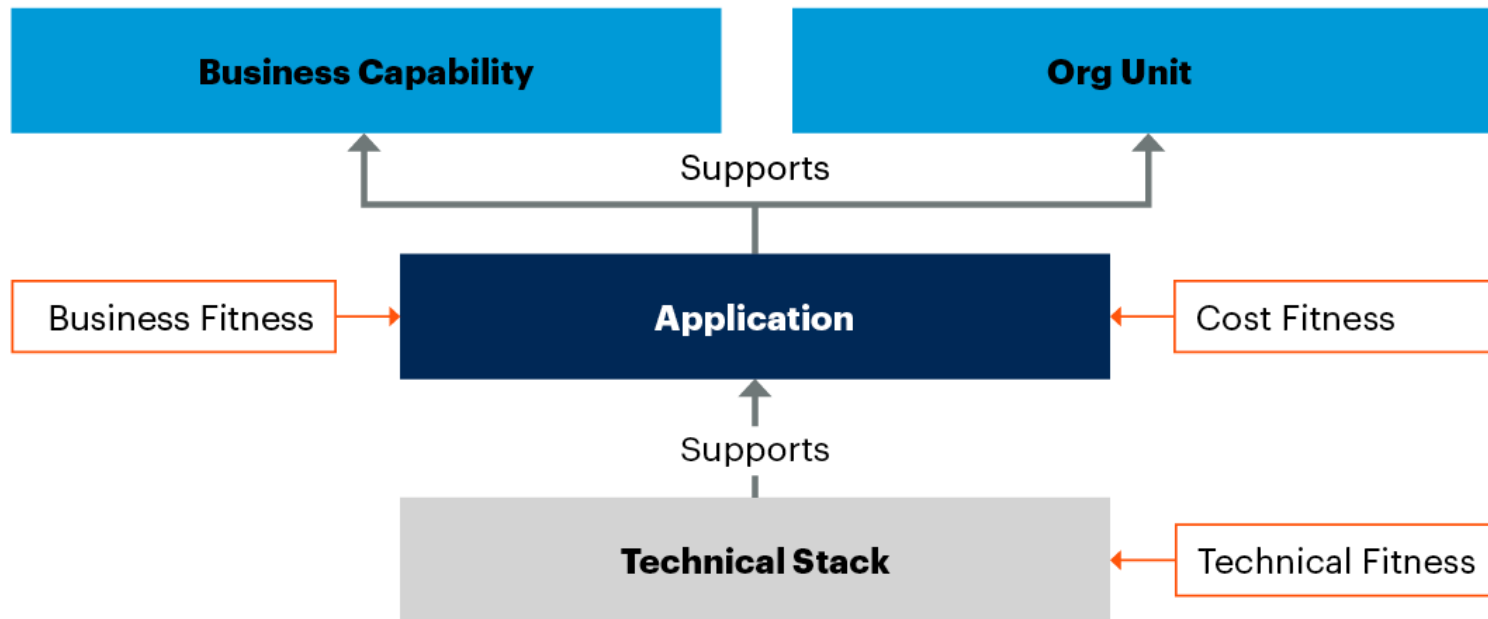 Business Capability
Org Unit
Supports
Business Fitness
Application
Cost Fitness
Supports
Technical Stack
Technical Fitness